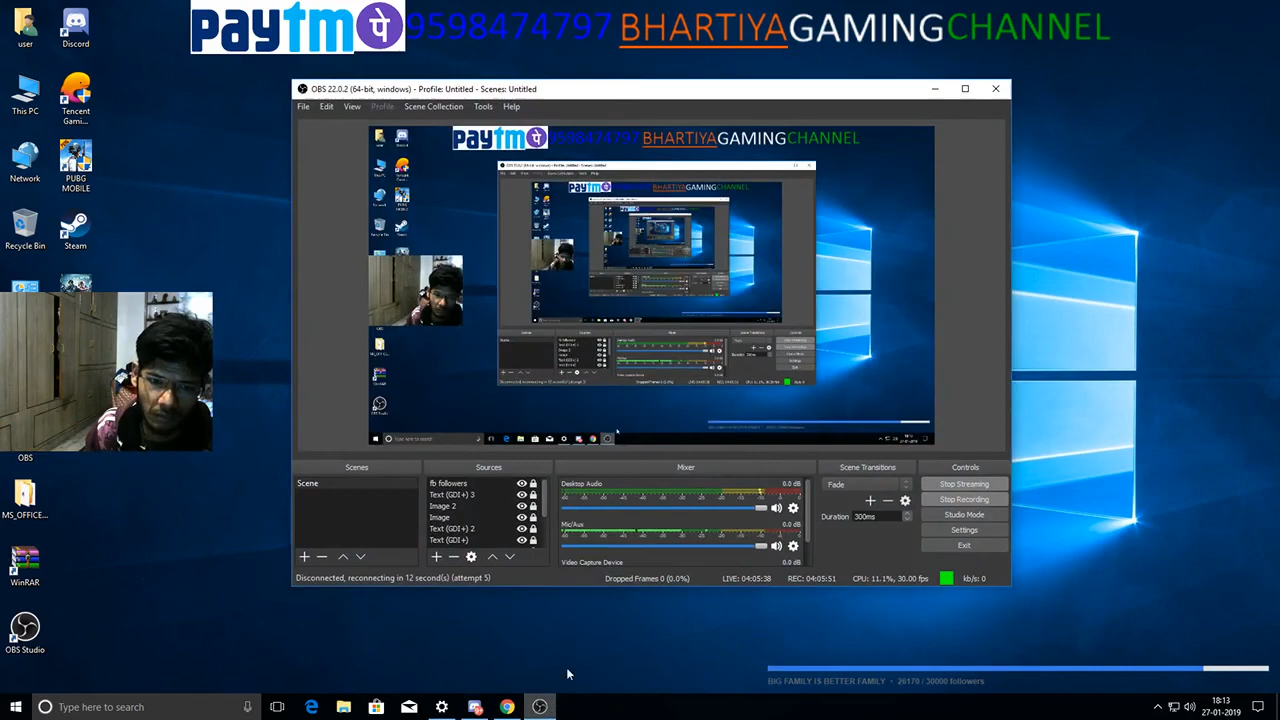 paytm पे 9598474797 BHARTIYAGAMINGCHANNEL
user
Discord
This PC
Tencent
Gami...
Network
PUBG
MOBILE
Recycle Bin
Steam
OBS
MS_OFFICE...
WinRAR
OBS Studio
OBS 22.0.2 (64-bit, windows) - Profile: Untitled - Scenes: Untitled
File Edit View Profile Scene Collection Tools Help
paytm पे 9598474797 BHARTIYAGAMINGCHANNEL
paytm पे BHARTIYAGAMINGCHANNEL
Type here to search
Scenes Sources Mixer Scene Transitions Controls
Scene
fb followers
Text (GDI+) 3
Image 2
Image
Text (GDI+) 2
Text (GDI+)
Desktop Audio 0.0 dB
Mic/Aux 0.0 dB
Video Capture Device 0.0 dB
Fade
Duration 300ms
Stop Streaming
Stop Recording
Studio Mode
Settings
Exit
Disconnected, reconnecting in 12 second(s) (attempt 5) Dropped Frames 0 (0.0%) LIVE: 04:05:38 REC: 04:05:51 CPU: 11.1%, 30.00 fps kb/s: 0
BIG FAMILY IS BETTER FAMILY - 26170 / 30000 followers
Type here to search
18:13
27-01-2019